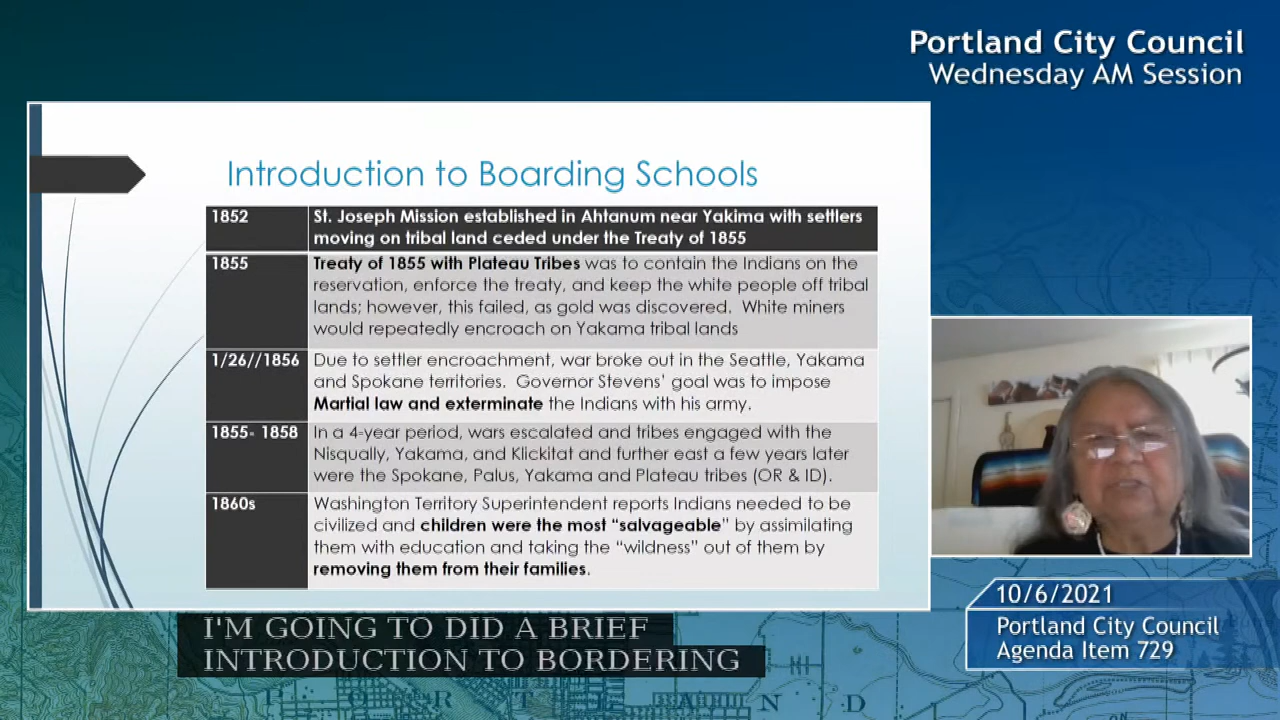 Portland City Council
Wednesday AM Session
Introduction to Boarding Schools
1852
St. Joseph Mission established in Ahtanum near Yakima with settlers
moving on tribal land ceded under the Treaty of 1855
1855
Treaty of 1855 with Plateau Tribes was to contain the Indians on the
reservation, enforce the treaty, and keep the white people off tribal
lands; however, this failed, as gold was discovered.  White miners
would repeatedly encroach on Yakama tribal lands
1/26//1856
Due to settler encroachment, war broke out in the Seattle, Yakama
and Spokane territories.  Governor Stevens' goal was to impose
Martial law and exterminate the Indians with his army.
1855- 1858
In a 4-year period, wars escalated and tribes engaged with the
Nisqually, Yakama, and Klickitat and further east a few years later
were the Spokane, Palus, Yakama and Plateau tribes (OR & ID).
1860s
Washington Territory Superintendent reports Indians needed to be
civilized and children were the most "salvageable" by assimilating
them with education and taking the "wildness" out of them by
removing them from their families.
I'M GOING TO DID A BRIEF
INTRODUCTION TO BORDERING
10/6/2021
Portland City Council
Agenda Item 729
P O R T L A N D